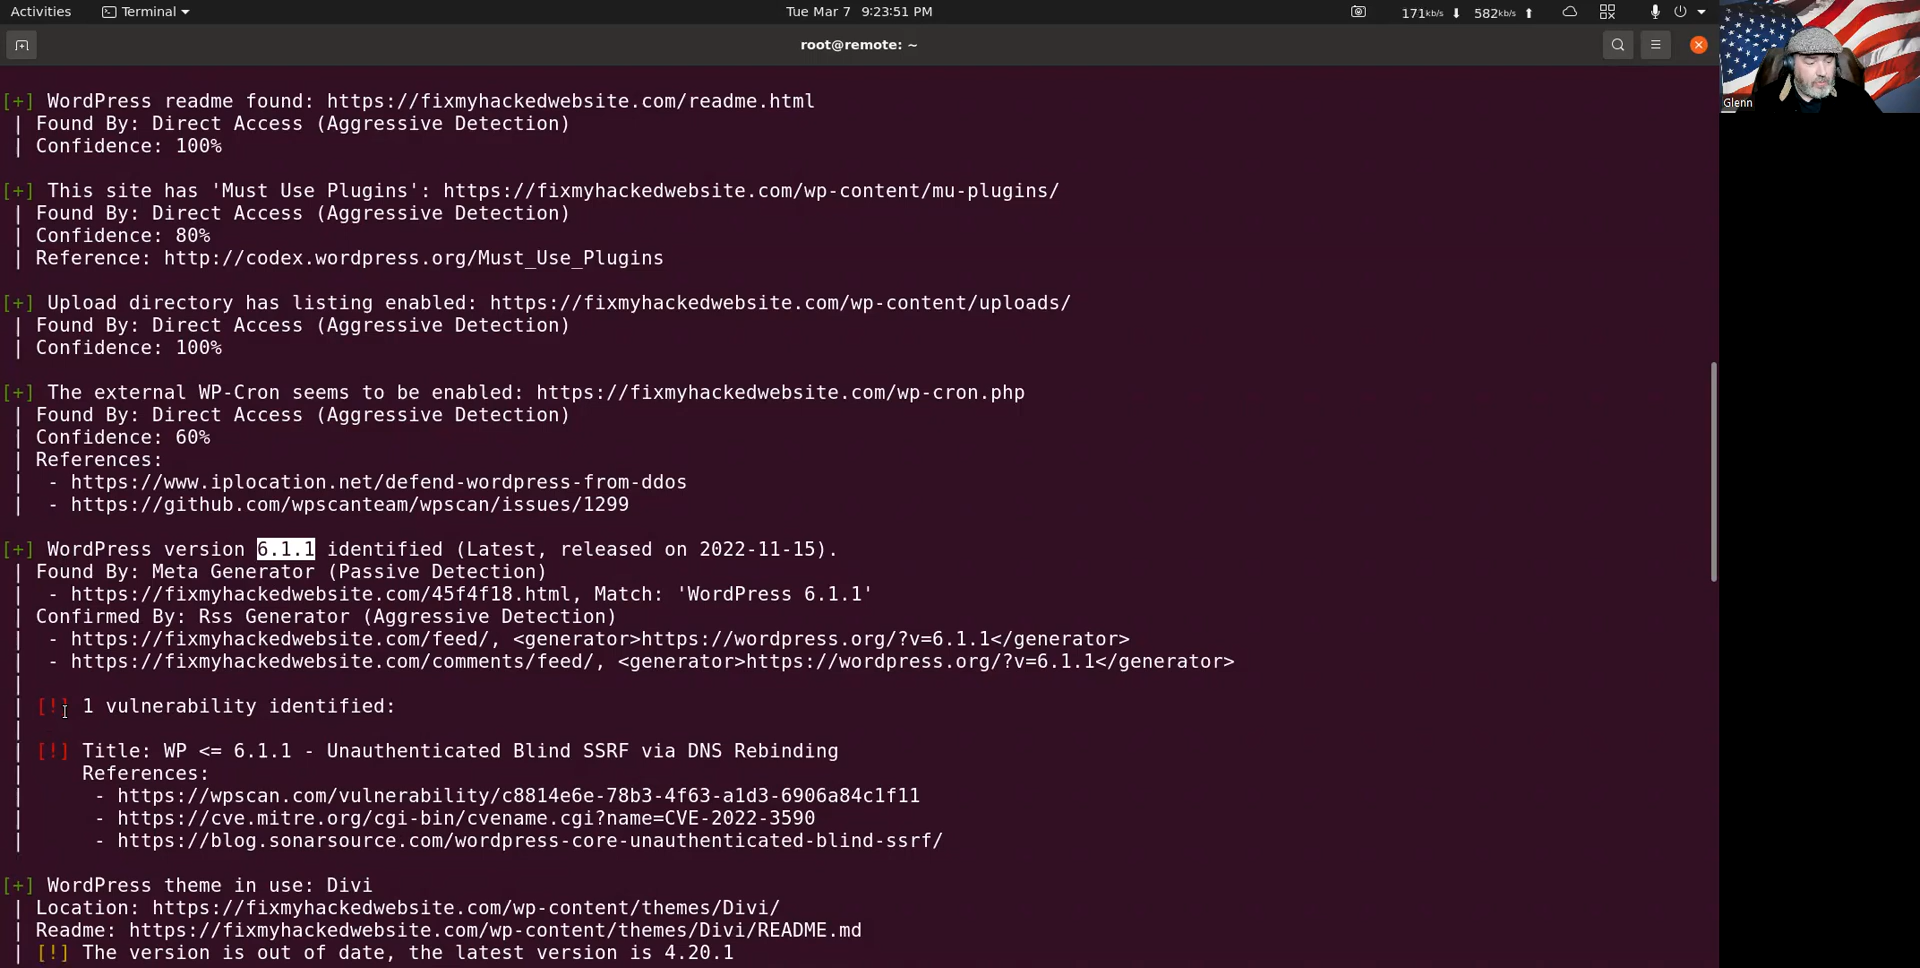 Activities Terminal Tue Mar 7 9:23:51 PM 171kb/s 582kb/s
root@remote: ~
Glenn
[+] WordPress readme found: https://fixmyhackedwebsite.com/readme.html
| Found By: Direct Access (Aggressive Detection)
| Confidence: 100%
[+] This site has 'Must Use Plugins': https://fixmyhackedwebsite.com/wp-content/mu-plugins/
| Found By: Direct Access (Aggressive Detection)
| Confidence: 80%
| Reference: http://codex.wordpress.org/Must_Use_Plugins
[+] Upload directory has listing enabled: https://fixmyhackedwebsite.com/wp-content/uploads/
| Found By: Direct Access (Aggressive Detection)
| Confidence: 100%
[+] The external WP-Cron seems to be enabled: https://fixmyhackedwebsite.com/wp-cron.php
| Found By: Direct Access (Aggressive Detection)
| Confidence: 60%
| References:
|  - https://www.iplocation.net/defend-wordpress-from-ddos
|  - https://github.com/wpscanteam/wpscan/issues/1299
[+] WordPress version 6.1.1 identified (Latest, released on 2022-11-15).
| Found By: Meta Generator (Passive Detection)
|  - https://fixmyhackedwebsite.com/45f4f18.html, Match: 'WordPress 6.1.1'
| Confirmed By: Rss Generator (Aggressive Detection)
|  - https://fixmyhackedwebsite.com/feed/, <generator>https://wordpress.org/?v=6.1.1</generator>
|  - https://fixmyhackedwebsite.com/comments/feed/, <generator>https://wordpress.org/?v=6.1.1</generator>
|
| [!] 1 vulnerability identified:
|
| [!] Title: WP <= 6.1.1 - Unauthenticated Blind SSRF via DNS Rebinding
|     References:
|      - https://wpscan.com/vulnerability/c8814e6e-78b3-4f63-a1d3-6906a84c1f11
|      - https://cve.mitre.org/cgi-bin/cvename.cgi?name=CVE-2022-3590
|      - https://blog.sonarsource.com/wordpress-core-unauthenticated-blind-ssrf/
[+] WordPress theme in use: Divi
| Location: https://fixmyhackedwebsite.com/wp-content/themes/Divi/
| Readme: https://fixmyhackedwebsite.com/wp-content/themes/Divi/README.md
| [!] The version is out of date, the latest version is 4.20.1